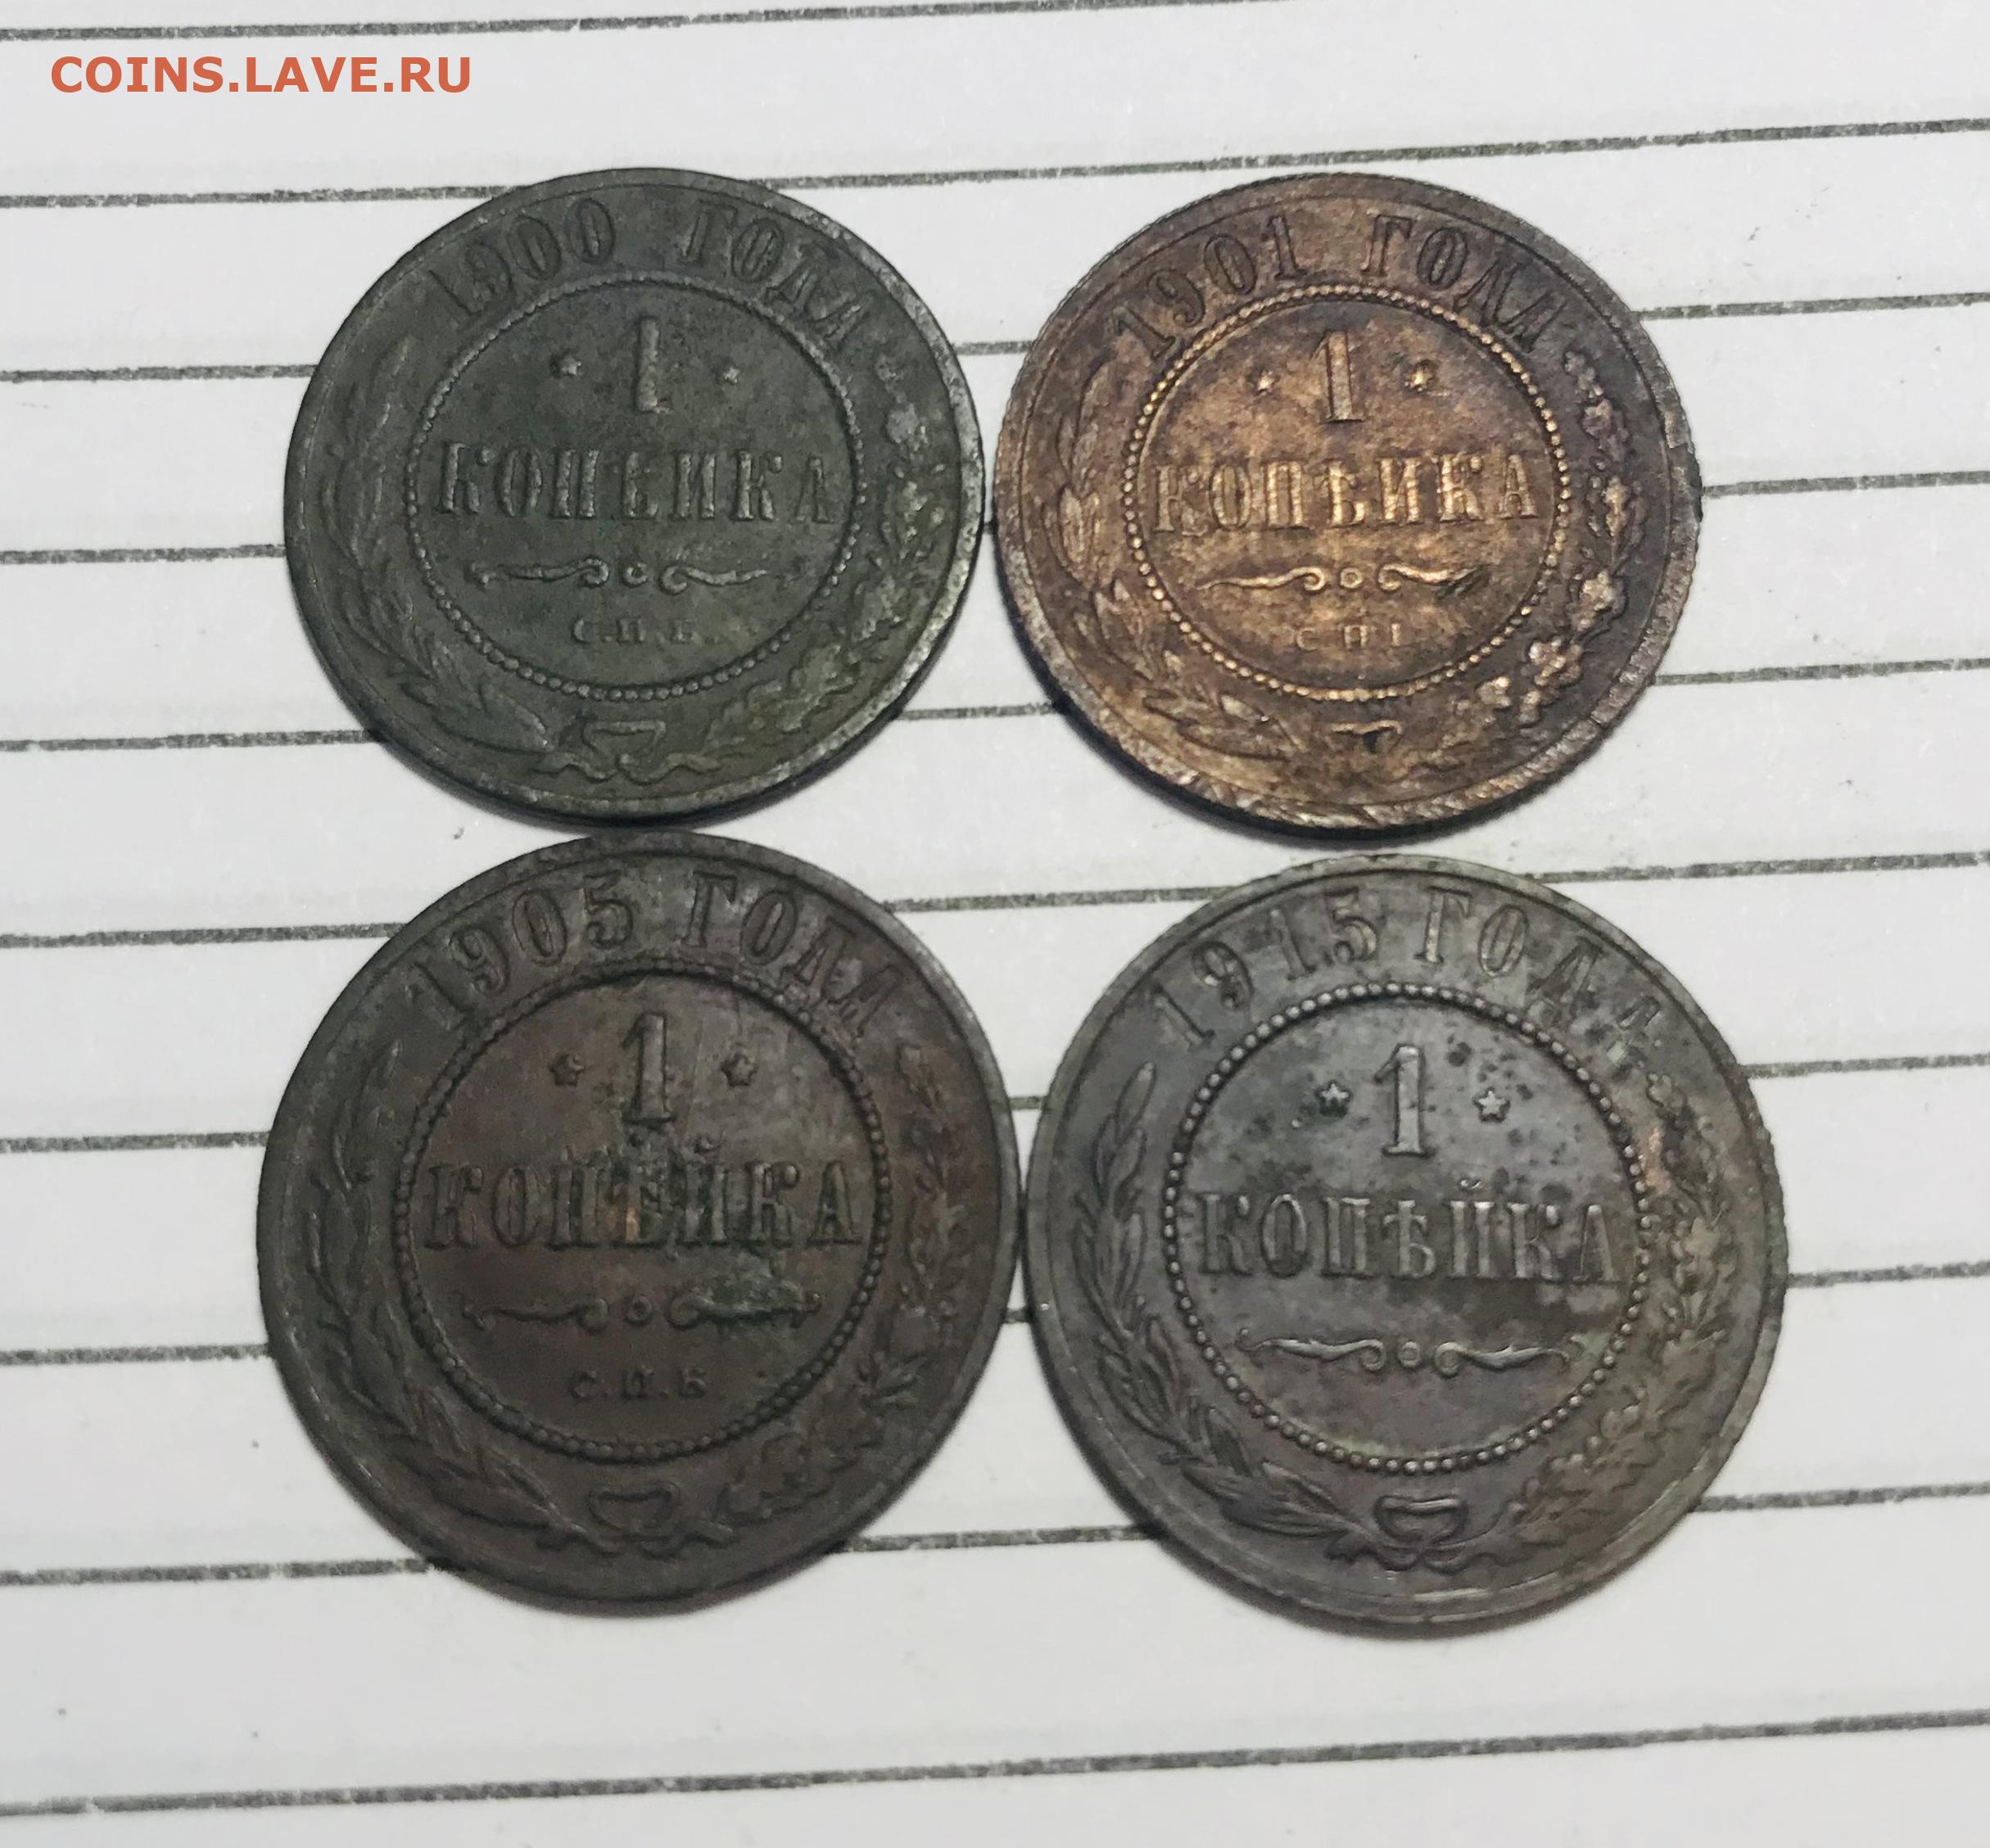 COINS.LAVE.RU
1900 ГОДА
1
КОПѢЙКА
С.П.Б.
1901 ГОДА
1
КОПѢЙКА
С.П.Б.
1905 ГОДА
1
КОПѢЙКА
С.П.Б.
1915 ГОДА
1
КОПѢЙКА